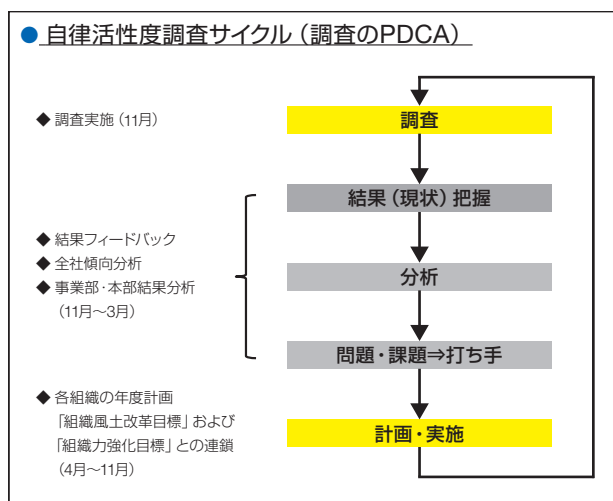 ● 自律活性度調査サイクル（調査のPDCA）
◆ 調査実施（11月）
調査
結果（現状）把握
◆ 結果フィードバック
◆ 全社傾向分析
◆ 事業部・本部結果分析
（11月〜3月）
分析
問題・課題⇒打ち手
◆ 各組織の年度計画
「組織風土改革目標」および
「組織力強化目標」との連鎖
（4月〜11月）
計画・実施